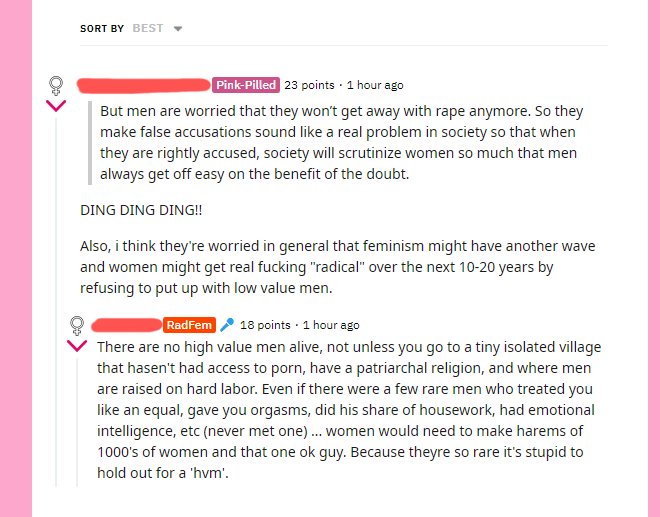 SORT BY BEST
Pink-Pilled 23 points · 1 hour ago
But men are worried that they won't get away with rape anymore. So they
make false accusations sound like a real problem in society so that when
they are rightly accused, society will scrutinize women so much that men
always get off easy on the benefit of the doubt.
DING DING DING!!
Also, i think they're worried in general that feminism might have another wave
and women might get real fucking "radical" over the next 10-20 years by
refusing to put up with low value men.
RadFem 18 points · 1 hour ago
There are no high value men alive, not unless you go to a tiny isolated village
that hasen't had access to porn, have a patriarchal religion, and where men
are raised on hard labor. Even if there were a few rare men who treated you
like an equal, gave you orgasms, did his share of housework, had emotional
intelligence, etc (never met one) ... women would need to make harems of
1000's of women and that one ok guy. Because theyre so rare it's stupid to
hold out for a 'hvm'.